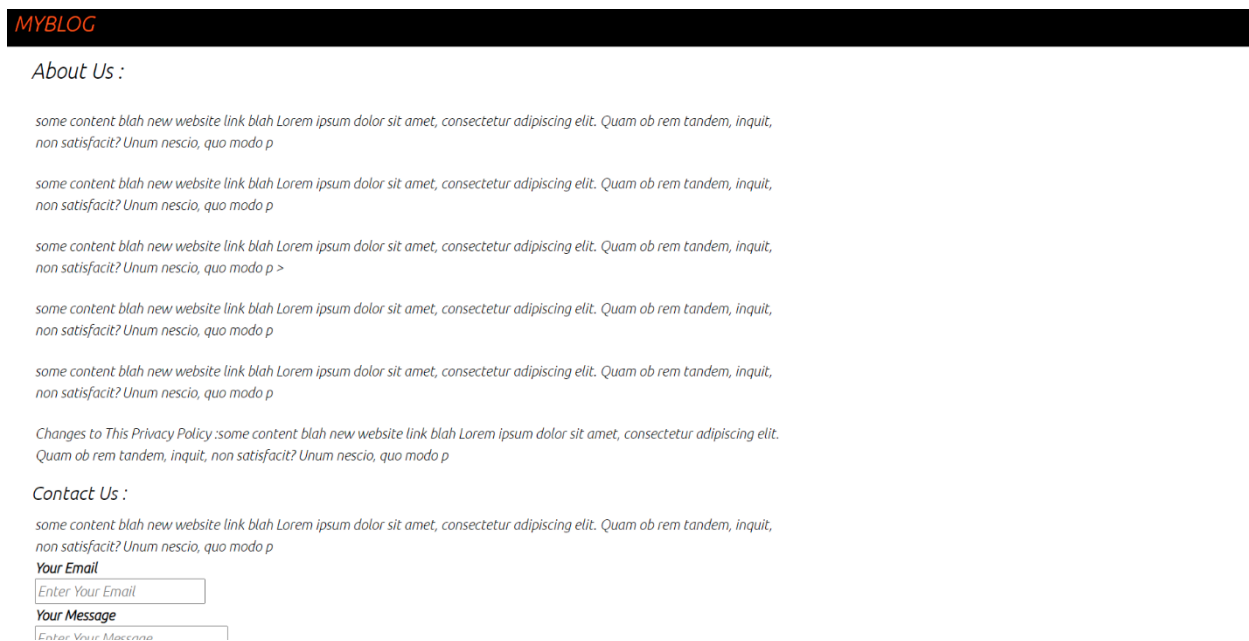 MYBLOG
About Us :
some content blah new website link blah Lorem ipsum dolor sit amet, consectetur adipiscing elit. Quam ob rem tandem, inquit,
non satisfacit? Unum nescio, quo modo p
some content blah new website link blah Lorem ipsum dolor sit amet, consectetur adipiscing elit. Quam ob rem tandem, inquit,
non satisfacit? Unum nescio, quo modo p
some content blah new website link blah Lorem ipsum dolor sit amet, consectetur adipiscing elit. Quam ob rem tandem, inquit,
non satisfacit? Unum nescio, quo modo p >
some content blah new website link blah Lorem ipsum dolor sit amet, consectetur adipiscing elit. Quam ob rem tandem, inquit,
non satisfacit? Unum nescio, quo modo p
some content blah new website link blah Lorem ipsum dolor sit amet, consectetur adipiscing elit. Quam ob rem tandem, inquit,
non satisfacit? Unum nescio, quo modo p
Changes to This Privacy Policy :some content blah new website link blah Lorem ipsum dolor sit amet, consectetur adipiscing elit.
Quam ob rem tandem, inquit, non satisfacit? Unum nescio, quo modo p
Contact Us :
some content blah new website link blah Lorem ipsum dolor sit amet, consectetur adipiscing elit. Quam ob rem tandem, inquit,
non satisfacit? Unum nescio, quo modo p
Your Email
Enter Your Email
Your Message
Enter Your Message